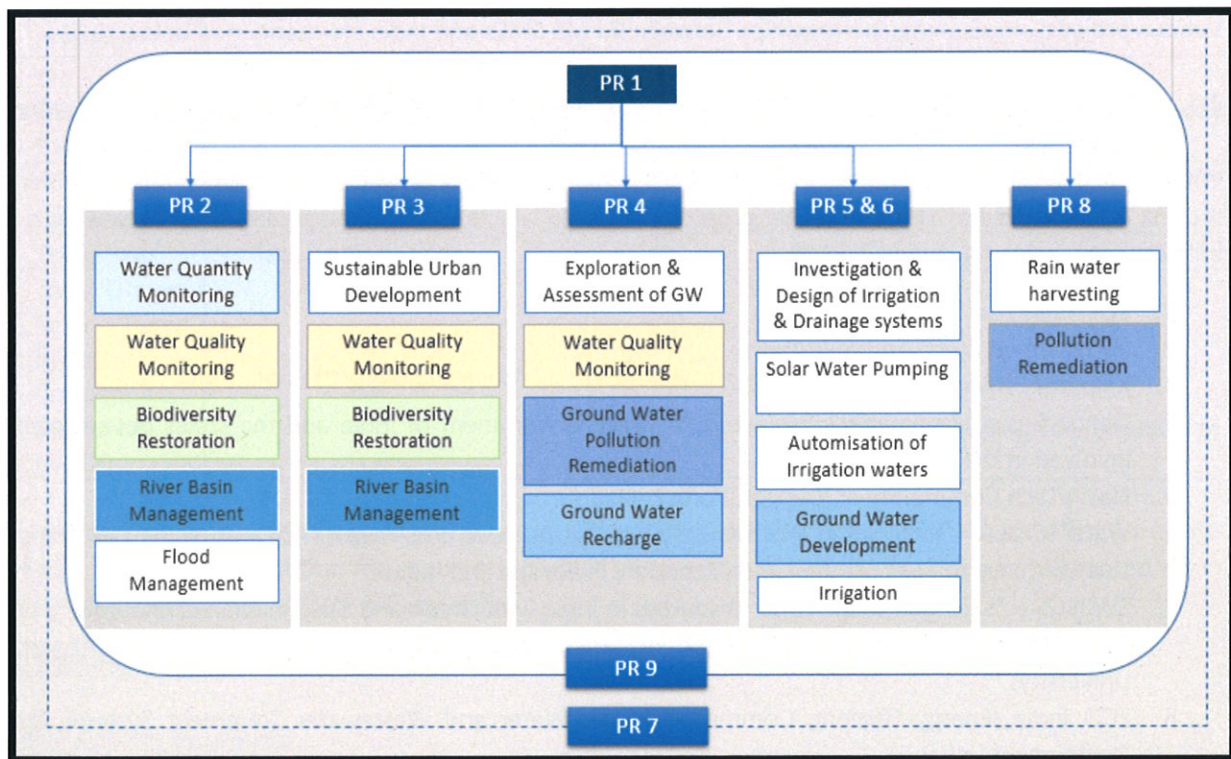 PR 1
PR 2
PR 3
PR 4
PR 5 & 6
PR 8
Water Quantity
Monitoring
Water Quality
Monitoring
Biodiversity
Restoration
River Basin
Management
Flood
Management
Sustainable Urban
Development
Water Quality
Monitoring
Biodiversity
Restoration
River Basin
Management
Exploration &
Assessment of GW
Water Quality
Monitoring
Ground Water
Pollution
Remediation
Ground Water
Recharge
Investigation &
Design of Irrigation
& Drainage systems
Solar Water Pumping
Automisation of
Irrigation waters
Ground Water
Development
Irrigation
Rain water
harvesting
Pollution
Remediation
PR 9
PR 7